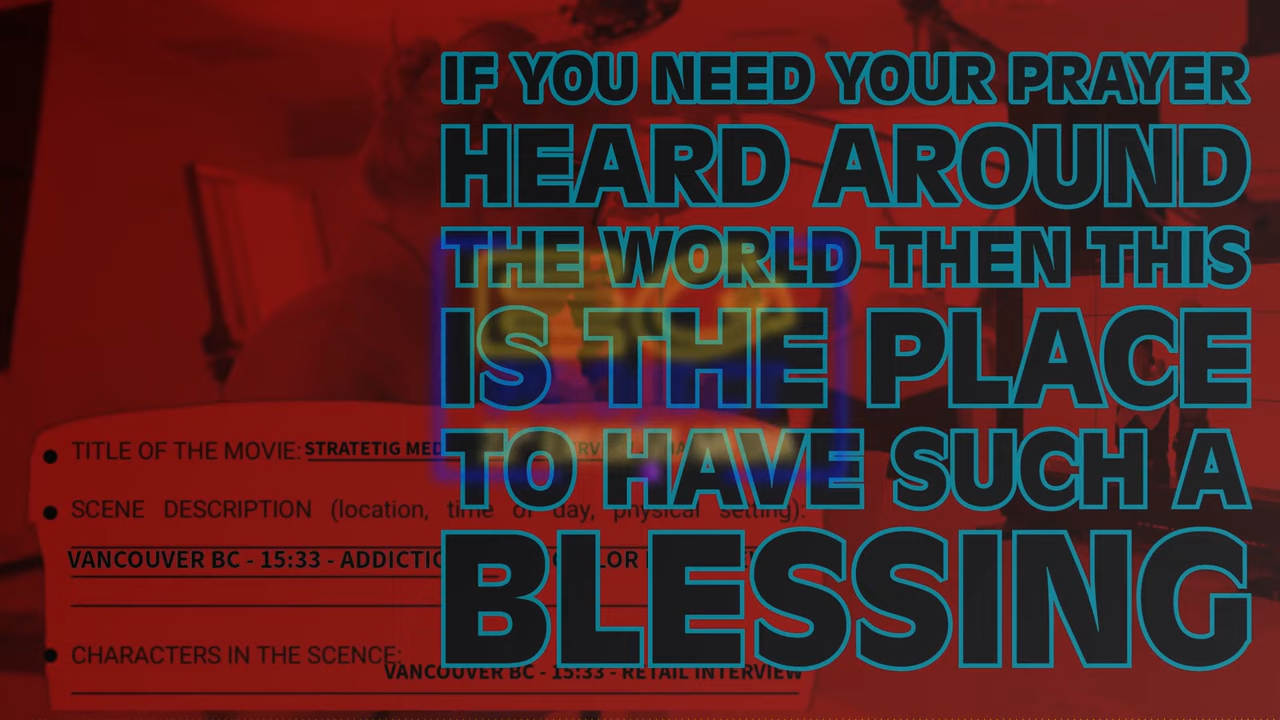 IF YOU NEED YOUR PRAYER
HEARD AROUND
THE WORLD THEN THIS
IS THE PLACE
TO HAVE SUCH A
BLESSING
TITLE OF THE MOVIE: STRATETIG
SCENE DESCRIPTION (location, time of day, physical setting):
VANCOUVER BC - 15:33 -
CHARACTERS IN THE SCENCE:
VANCOUVER BC - 15:33 - RETAIL INTERVIEW